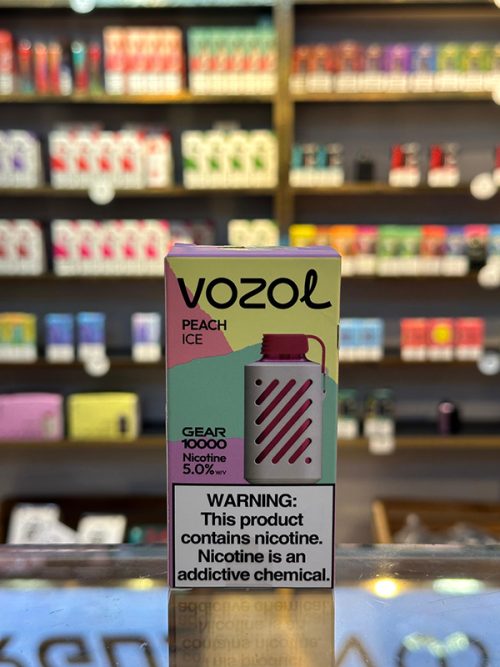 VOZOL
PEACH
ICE
GEAR
10000
Nicotine
5.0% W/V
WARNING:
This product
contains nicotine.
Nicotine is an
addictive chemical.